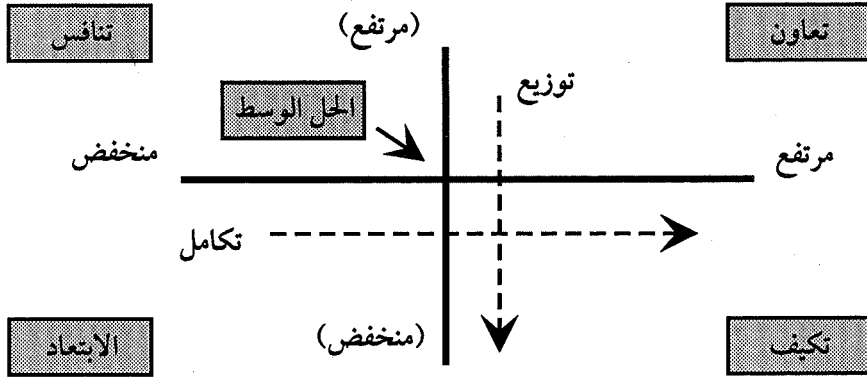 تعاون
(مرتفع)
تنافس
توزيع
الحل الوسط
مرتفع
منخفض
تكامل
(منخفض)
تكيف
الابتعاد